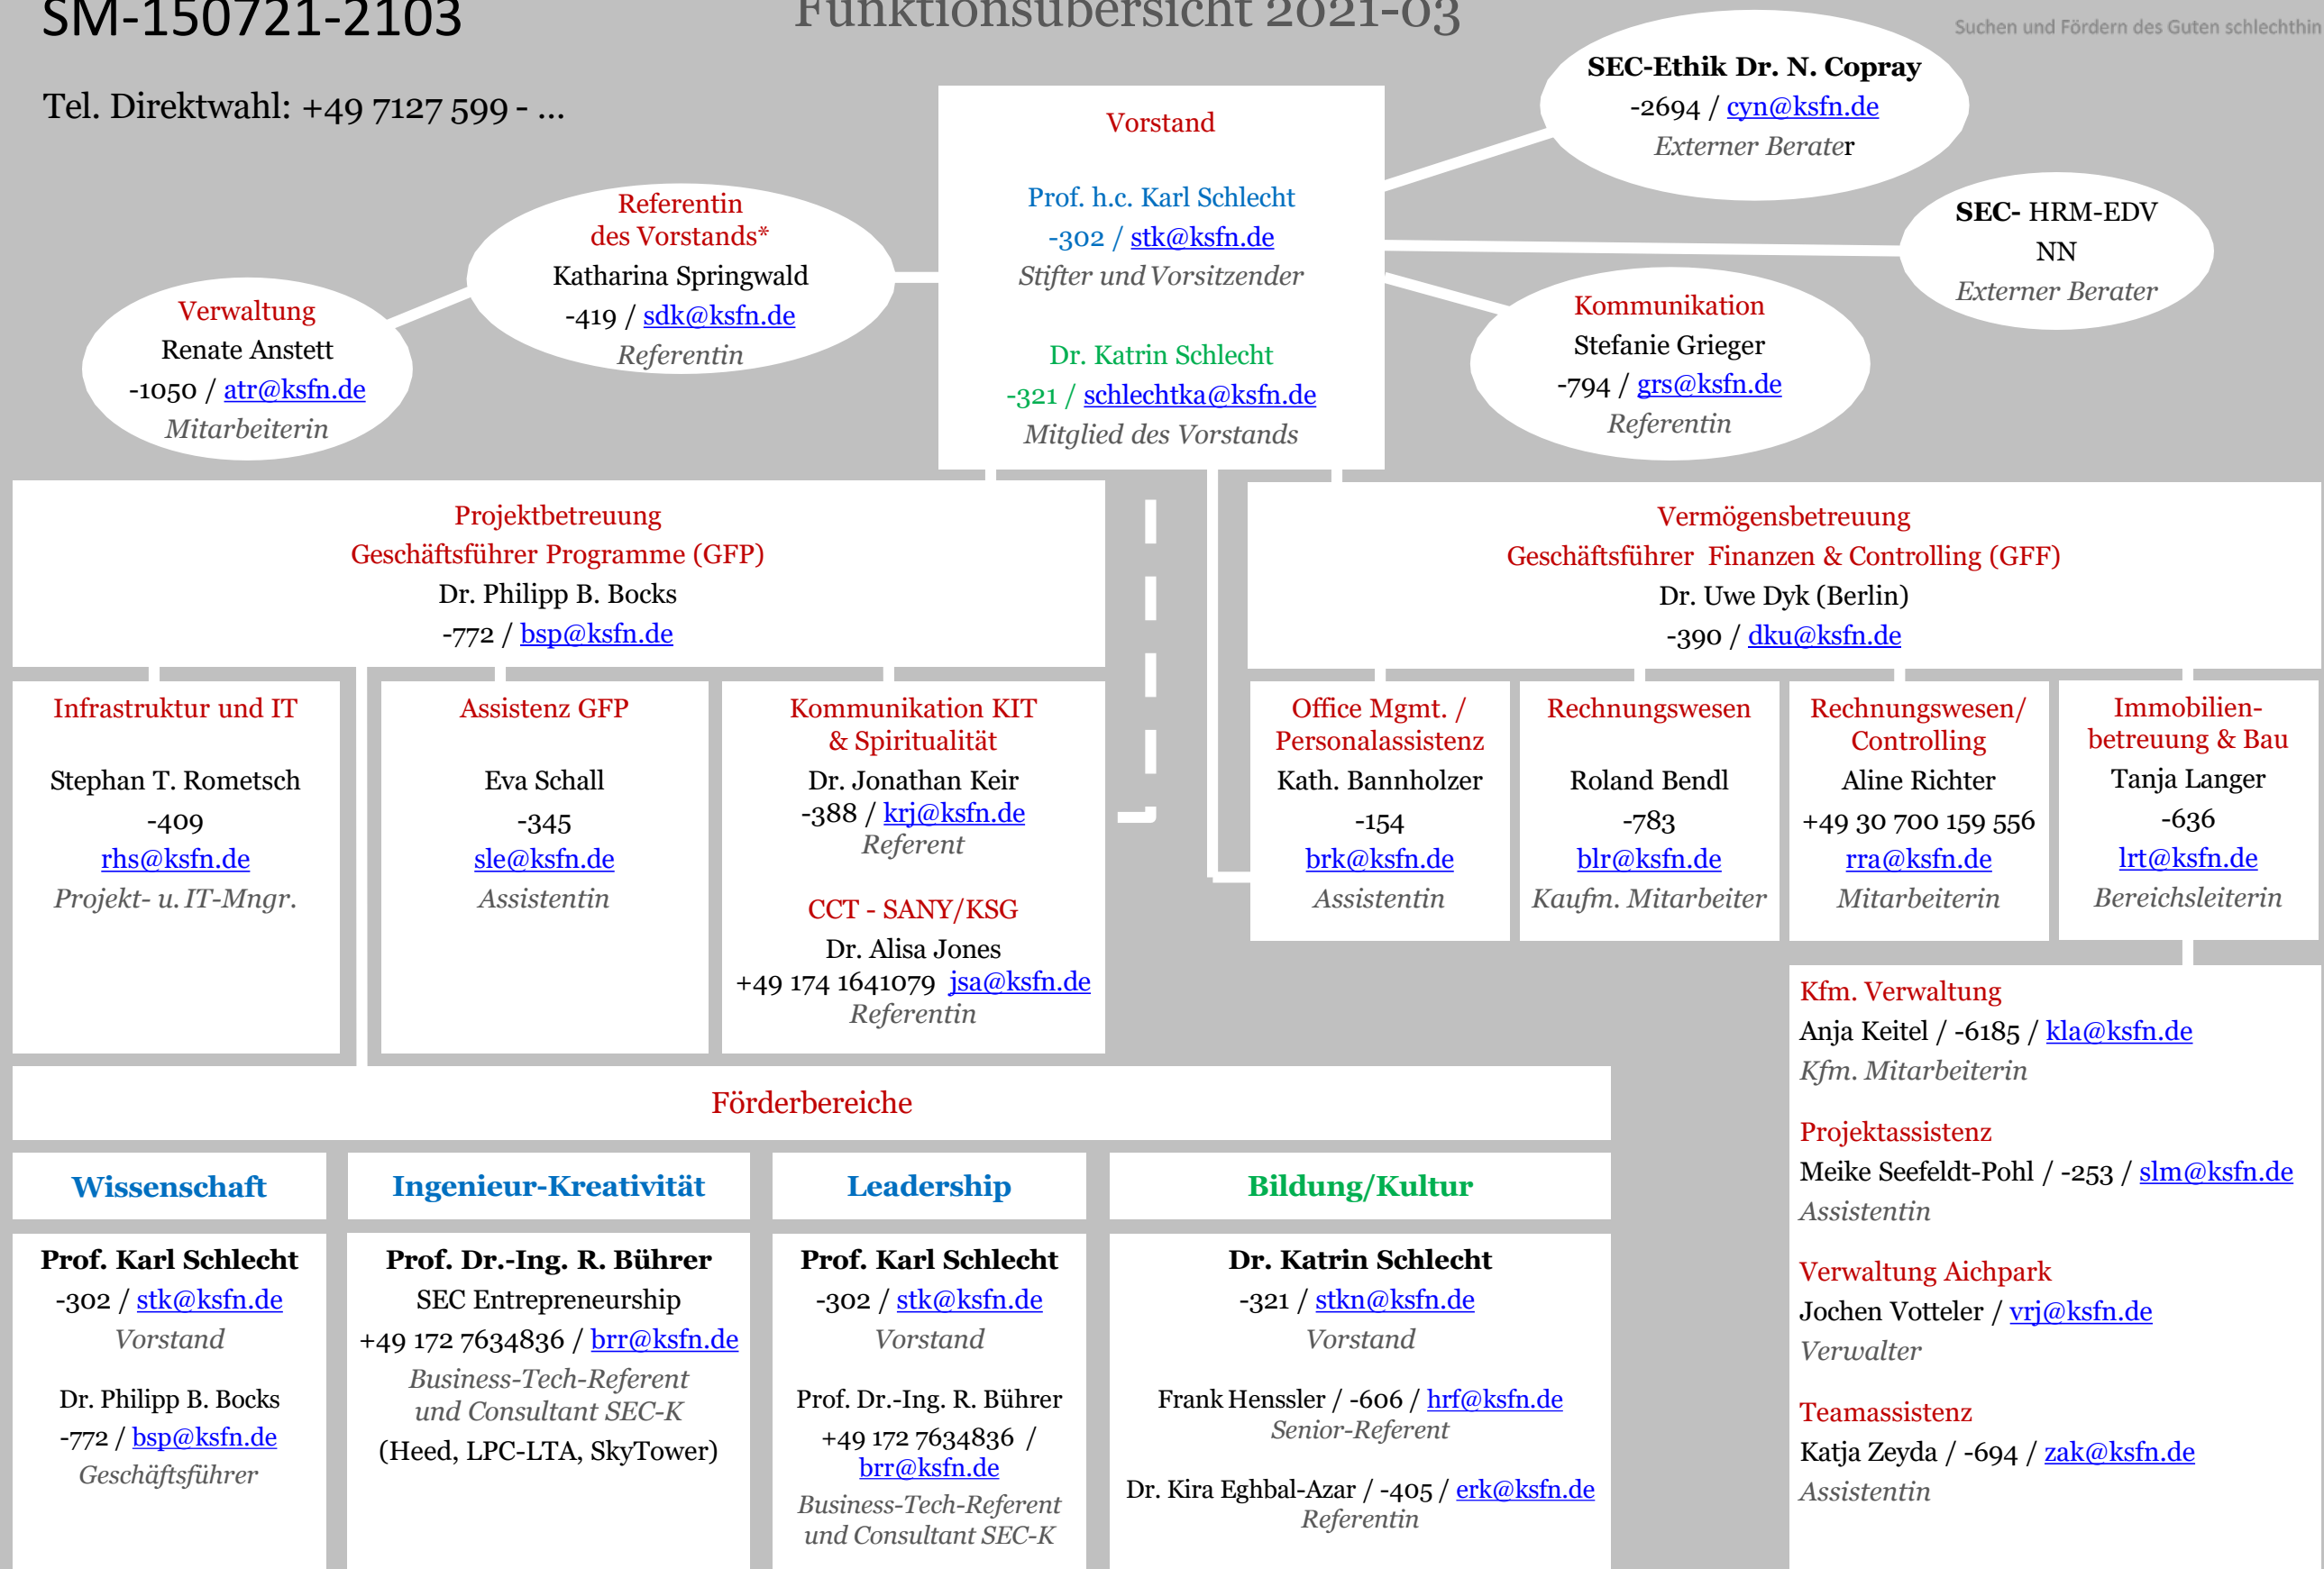 SM-150721-2103
Funktionsübersicht 2021-03
Suchen und Fördern des Guten schlechthin
Tel. Direktwahl: +49 7127 599 - ...
SEC-Ethik Dr. N. Copray
-2694 / cyn@ksfn.de
Externer Berater
Vorstand
Prof. h.c. Karl Schlecht
-302 / stk@ksfn.de
Stifter und Vorsitzender
Dr. Katrin Schlecht
-321 / schlechtka@ksfn.de
Mitglied des Vorstands
SEC- HRM-EDV
NN
Externer Berater
Referentin
des Vorstands*
Katharina Springwald
-419 / sdk@ksfn.de
Referentin
Verwaltung
Renate Anstett
-1050 / atr@ksfn.de
Mitarbeiterin
Kommunikation
Stefanie Grieger
-794 / grs@ksfn.de
Referentin
Projektbetreuung
Geschäftsführer Programme (GFP)
Dr. Philipp B. Bocks
-772 / bsp@ksfn.de
Vermögensbetreuung
Geschäftsführer Finanzen & Controlling (GFF)
Dr. Uwe Dyk (Berlin)
-390 / dku@ksfn.de
Infrastruktur und IT
Stephan T. Rometsch
-409
rhs@ksfn.de
Projekt- u. IT-Mngr.
Assistenz GFP
Eva Schall
-345
sle@ksfn.de
Assistentin
Kommunikation KIT
& Spiritualität
Dr. Jonathan Keir
-388 / krj@ksfn.de
Referent
CCT - SANY/KSG
Dr. Alisa Jones
+49 174 1641079 jsa@ksfn.de
Referentin
Office Mgmt. /
Personalassistenz
Kath. Bannholzer
-154
brk@ksfn.de
Assistentin
Rechnungswesen
Roland Bendl
-783
blr@ksfn.de
Kaufm. Mitarbeiter
Rechnungswesen/
Controlling
Aline Richter
+49 30 700 159 556
rra@ksfn.de
Mitarbeiterin
Immobilien-
betreuung & Bau
Tanja Langer
-636
lrt@ksfn.de
Bereichsleiterin
Kfm. Verwaltung
Anja Keitel / -6185 / kla@ksfn.de
Kfm. Mitarbeiterin
Projektassistenz
Meike Seefeldt-Pohl / -253 / slm@ksfn.de
Assistentin
Verwaltung Aichpark
Jochen Votteler / vrj@ksfn.de
Verwalter
Teamassistenz
Katja Zeyda / -694 / zak@ksfn.de
Assistentin
Förderbereiche
Wissenschaft
Prof. Karl Schlecht
-302 / stk@ksfn.de
Vorstand
Dr. Philipp B. Bocks
-772 / bsp@ksfn.de
Geschäftsführer
Ingenieur-Kreativität
Prof. Dr.-Ing. R. Bührer
SEC Entrepreneurship
+49 172 7634836 / brr@ksfn.de
Business-Tech-Referent
und Consultant SEC-K
(Heed, LPC-LTA, SkyTower)
Leadership
Prof. Karl Schlecht
-302 / stk@ksfn.de
Vorstand
Prof. Dr.-Ing. R. Bührer
+49 172 7634836 /
brr@ksfn.de
Business-Tech-Referent
und Consultant SEC-K
Bildung/Kultur
Dr. Katrin Schlecht
-321 / stkn@ksfn.de
Vorstand
Frank Henssler / -606 / hrf@ksfn.de
Senior-Referent
Dr. Kira Eghbal-Azar / -405 / erk@ksfn.de
Referentin